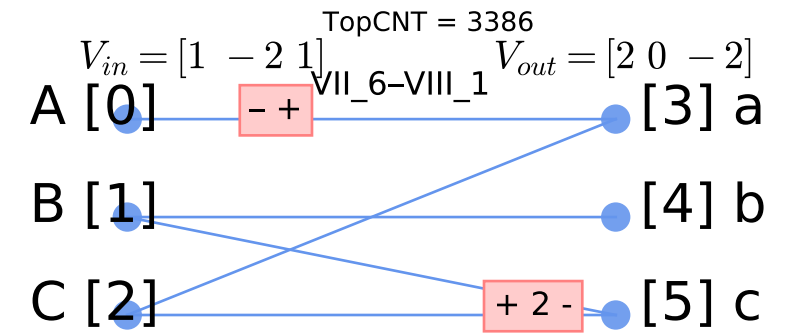 TopCNT = 3386
V_in = [1 −2 1] V_out = [2 0 −2]
VII_6–VIII_1
A [0] – + [3] a
B [1] [4] b
C [2] + 2 - [5] c